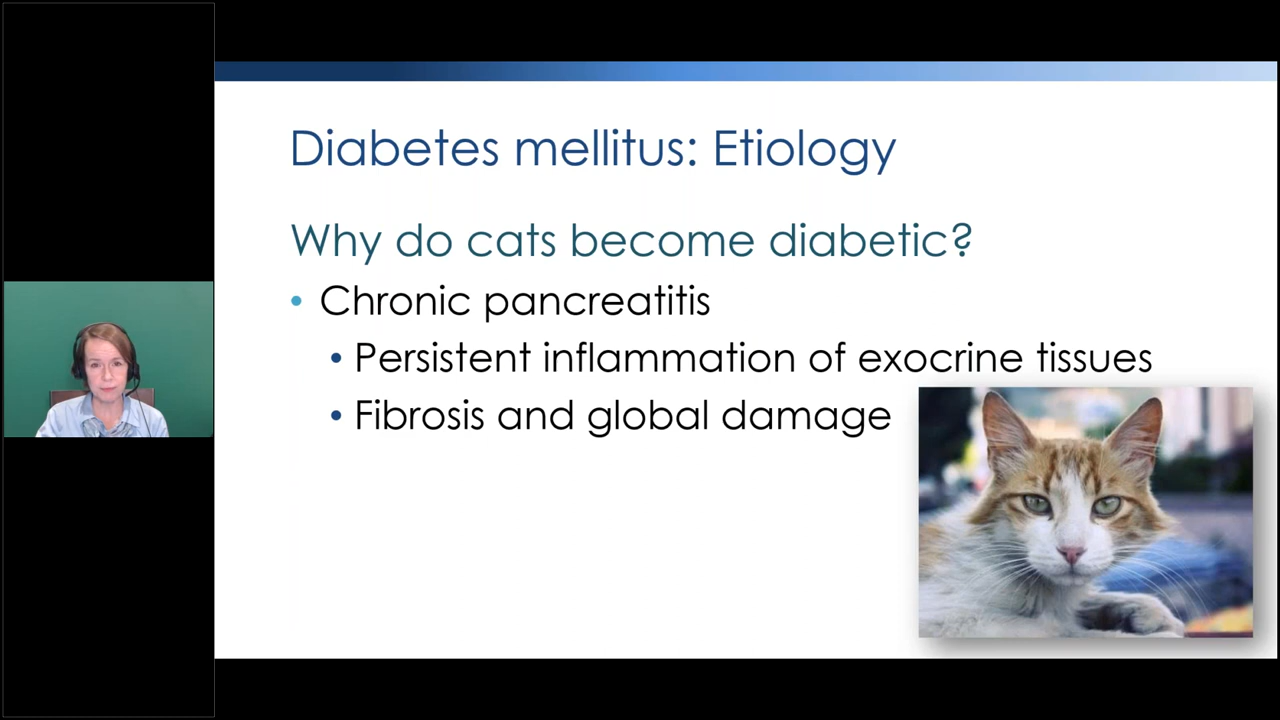 Diabetes mellitus: Etiology
Why do cats become diabetic?
• Chronic pancreatitis
• Persistent inflammation of exocrine tissues
• Fibrosis and global damage